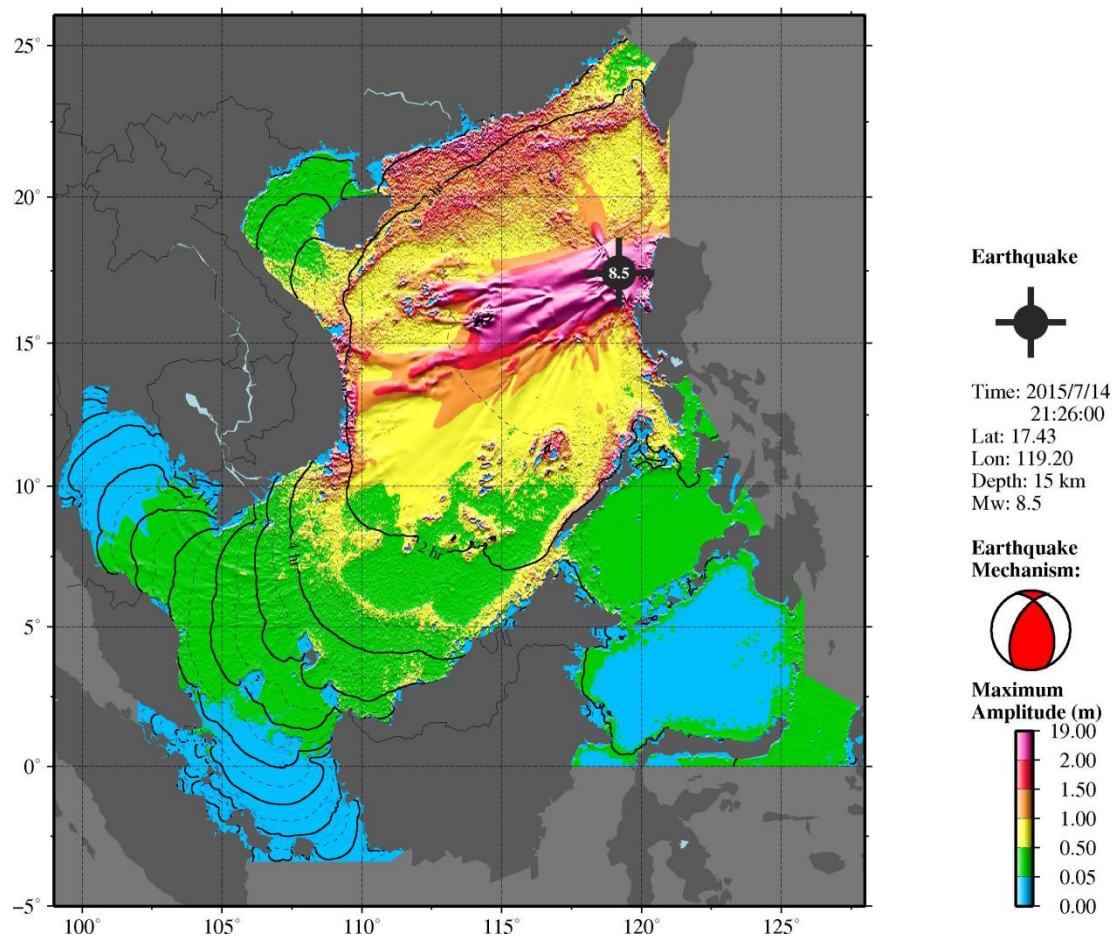 25°
20°
15°
10°
5°
0°
−5°
100°
105°
110°
115°
120°
125°
2 hr
4 hr
8.5
Earthquake
Time: 2015/7/14
21:26:00
Lat: 17.43
Lon: 119.20
Depth: 15 km
Mw: 8.5
Earthquake
Mechanism:
Maximum
Amplitude (m)
19.00
2.00
1.50
1.00
0.50
0.05
0.00